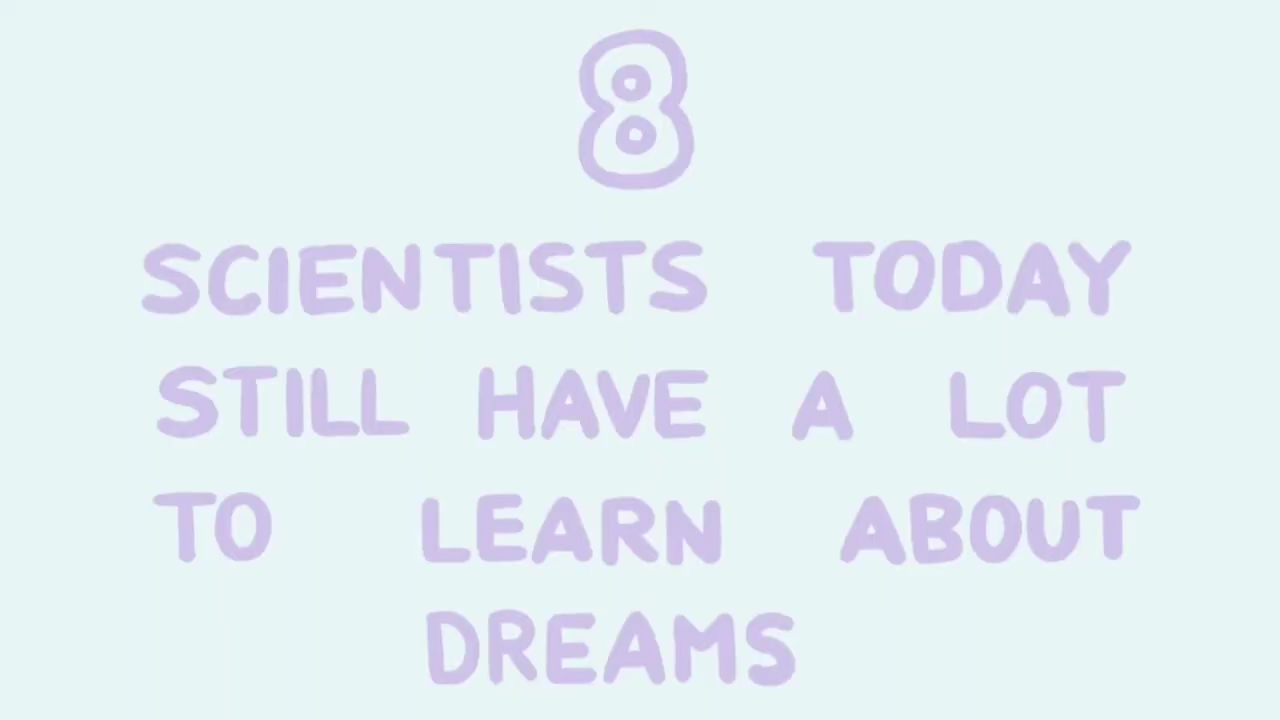 8
SCIENTISTS TODAY
STILL HAVE A LOT
TO LEARN ABOUT
DREAMS